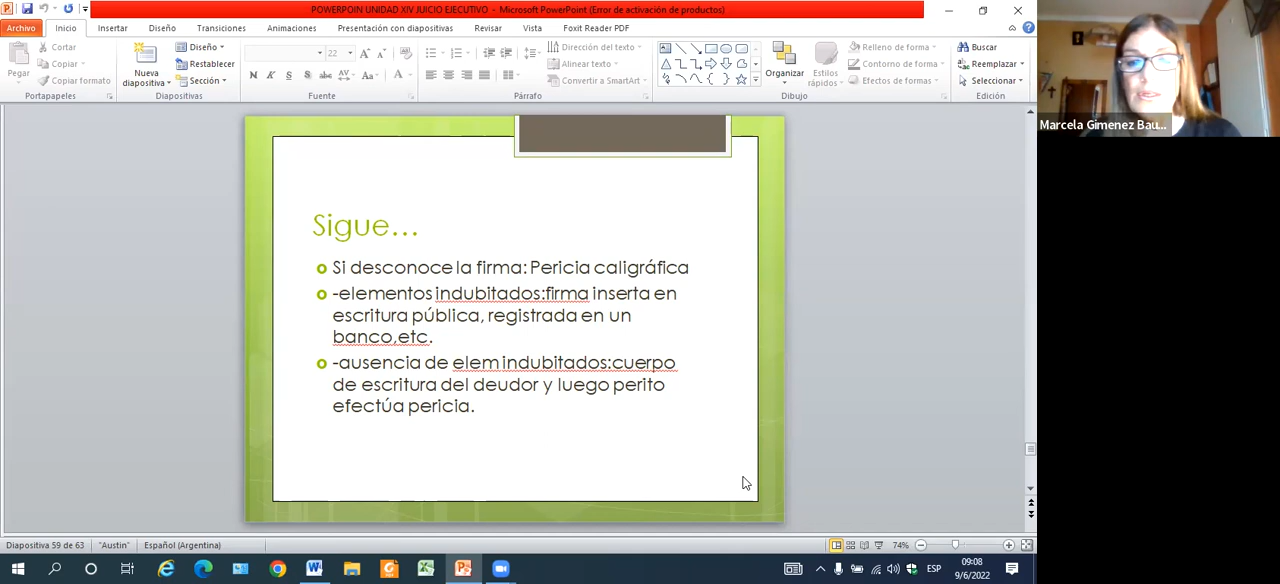 POWERPOIN UNIDAD XIV JUICIO EJECUTIVO - Microsoft PowerPoint (Error de activación de productos)
Archivo Inicio Insertar Diseño Transiciones Animaciones Presentación con diapositivas Revisar Vista Foxit Reader PDF
Pegar
Cortar
Copiar
Copiar formato
Portapapeles
Nueva
diapositiva
Diseño
Restablecer
Sección
Diapositivas
22
N K S S abc AV Aa A
Fuente
Dirección del texto
Alinear texto
Convertir a SmartArt
Párrafo
Organizar
Estilos
rápidos
Relleno de forma
Contorno de forma
Efectos de formas
Dibujo
Buscar
Reemplazar
Seleccionar
Edición
Marcela Gimenez Bau...
Sigue...
Si desconoce la firma: Pericia caligráfica
-elementos indubitados:firma inserta en
escritura pública, registrada en un
banco,etc.
-ausencia de elem indubitados:cuerpo
de escritura del deudor y luego perito
efectúa pericia.
Diapositiva 59 de 63 "Austin" Español (Argentina) 74%
ESP
09:08
9/6/2022